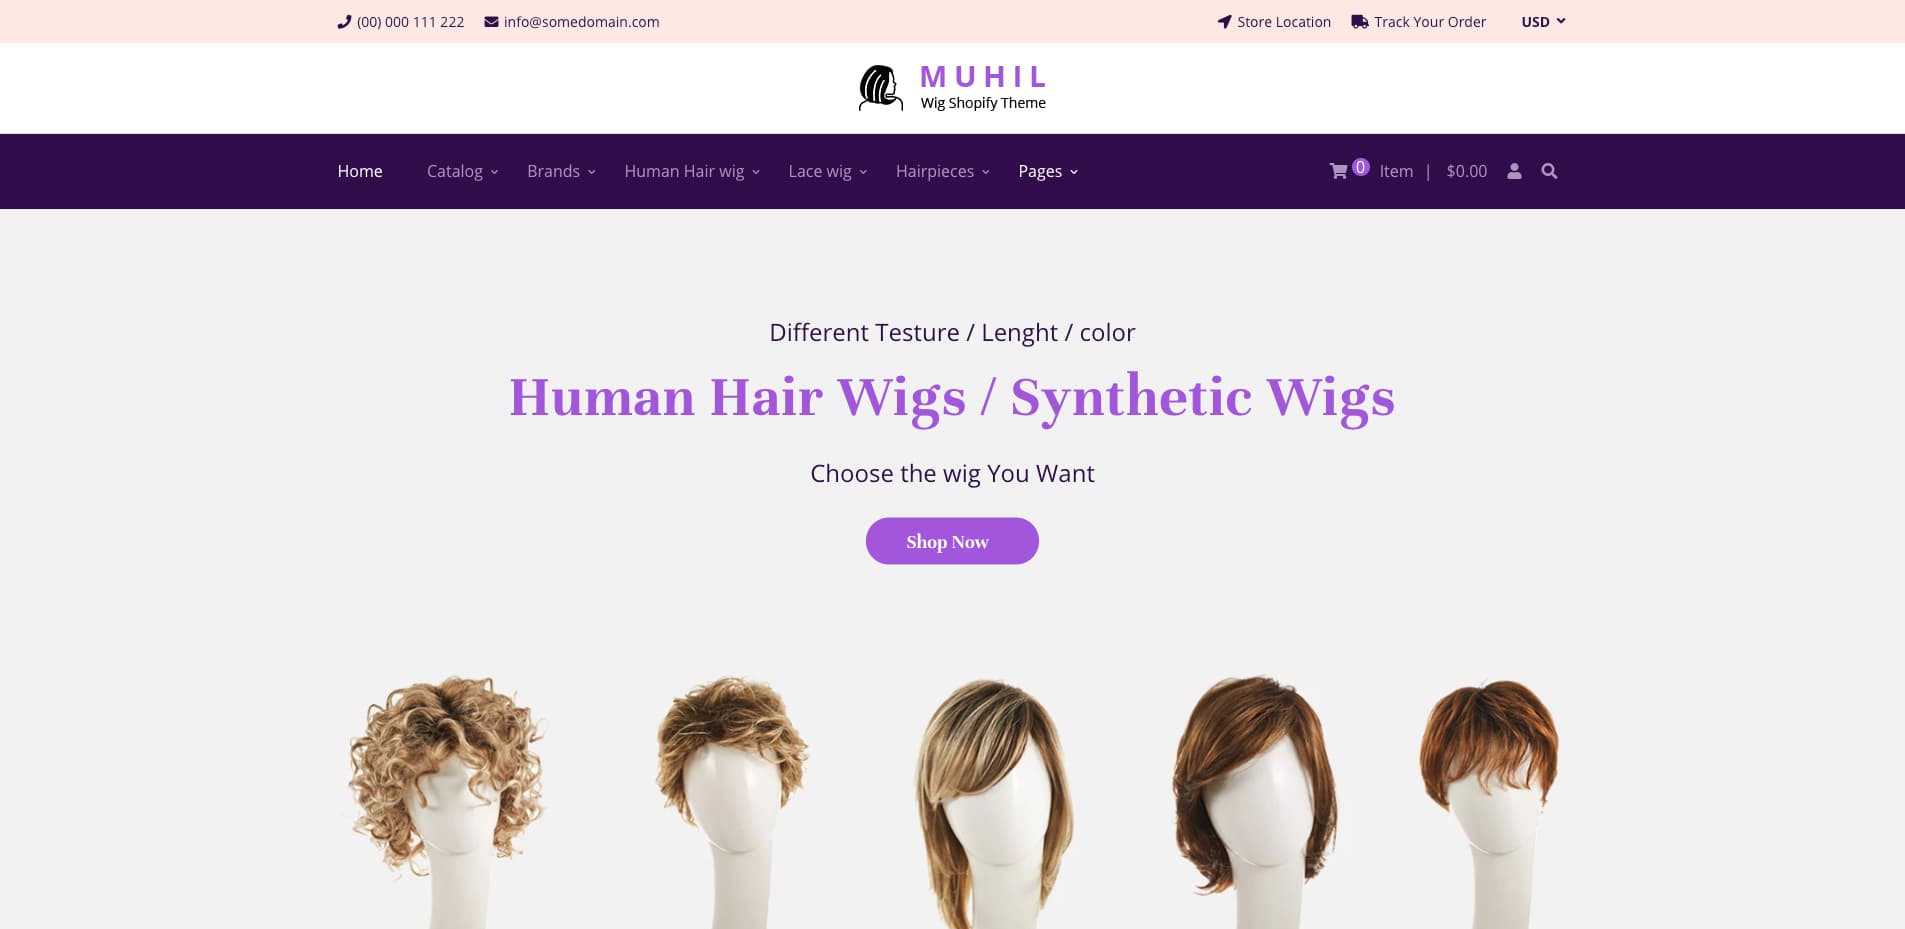 (00) 000 111 222 info@somedomain.com Store Location Track Your Order USD
MUHIL
Wig Shopify Theme
Home Catalog Brands Human Hair wig Lace wig Hairpieces Pages 0 Item | $0.00
Different Testure / Lenght / color
Human Hair Wigs / Synthetic Wigs
Choose the wig You Want
Shop Now